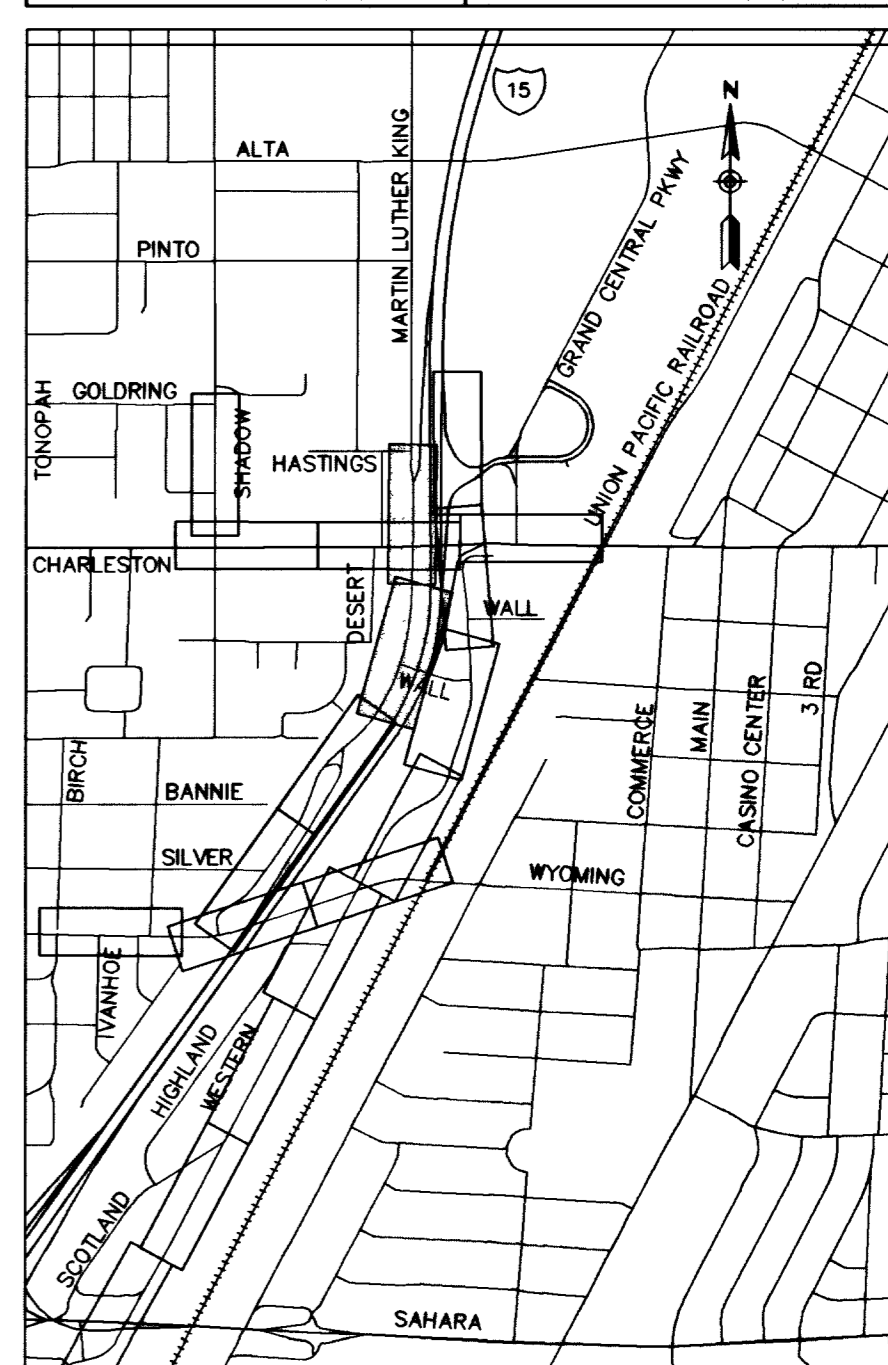 15
N
ALTA
MARTIN LUTHER KING
GRAND CENTRAL PKWY
PINTO
UNION PACIFIC RAILROAD
TONOPAH
GOLDRING
SHADOW
HASTINGS
CHARLESTON
DESERT
WALL
WALL
COMMERCE
MAIN
CASINO CENTER
3 RD
BIRCH
BANNIE
SILVER
WYOMING
IVANHOE
HIGHLAND
WESTERN
SCOTLAND
SAHARA